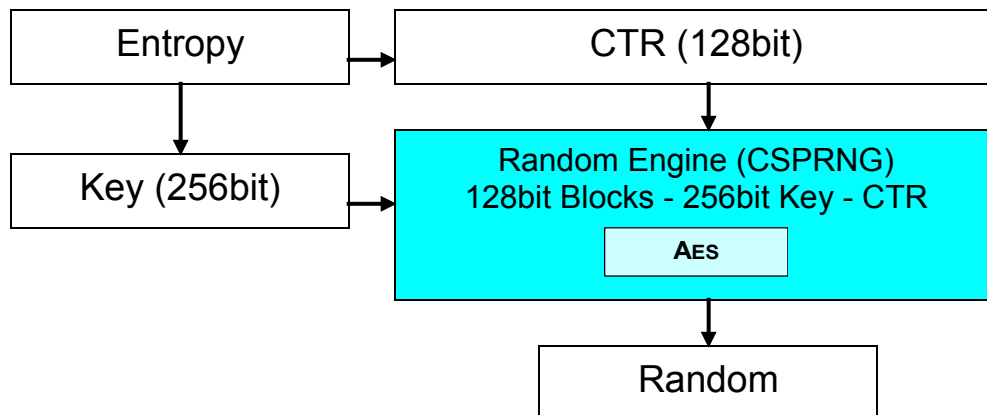 Entropy
CTR (128bit)
Key (256bit)
Random Engine (CSPRNG)
128bit Blocks - 256bit Key - CTR
AES
Random